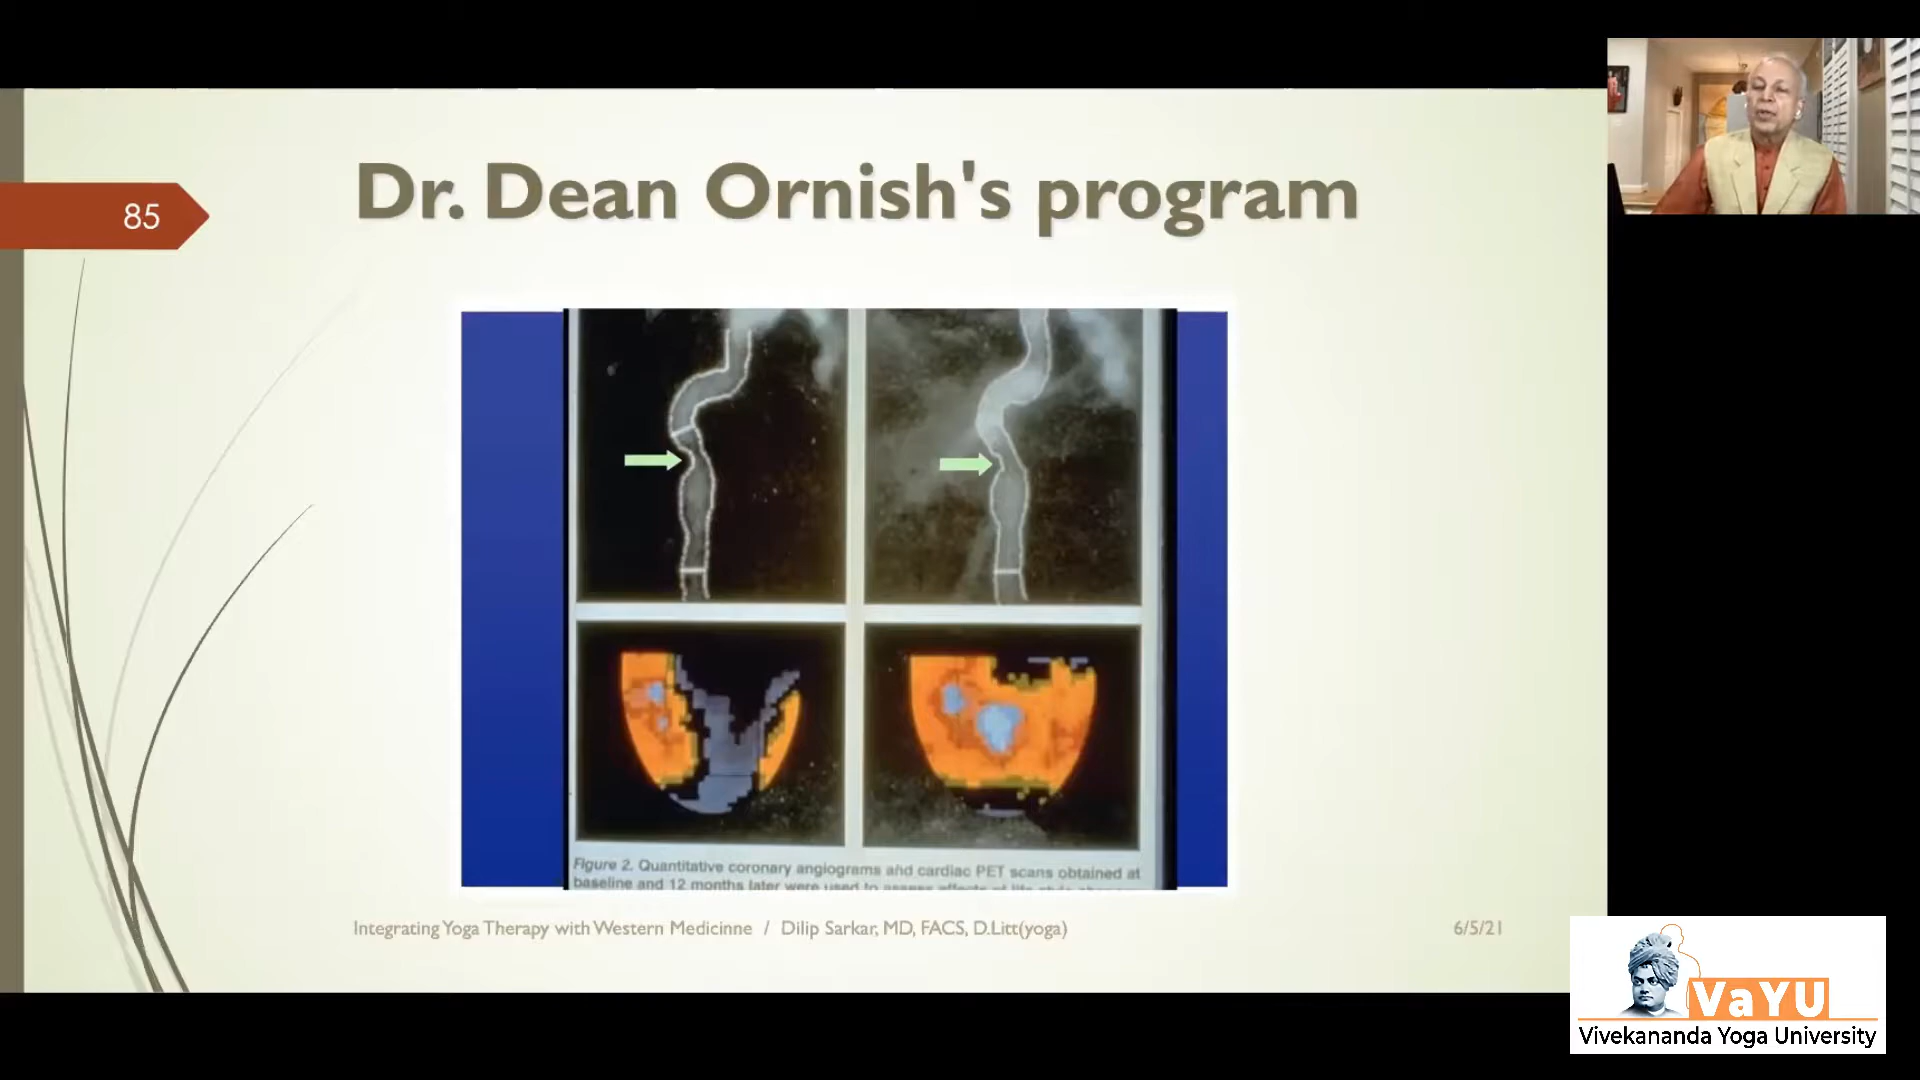 Dr. Dean Ornish's program
85
Figure 2. Quantitative coronary angiograms and cardiac PET scans obtained at
baseline and 12 months later were used to assess effects of life style
Integrating Yoga Therapy with Western Medicinne / Dilip Sarkar, MD, FACS, D.Litt(yoga)
6/5/21
VaYU
Vivekananda Yoga University